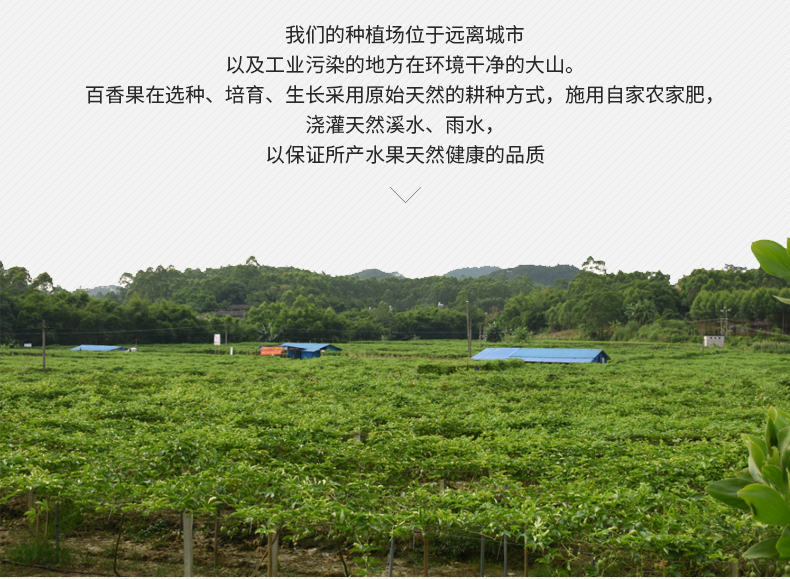 我们的种植场位于远离城市
以及工业污染的地方在环境干净的大山。
百香果在选种、培育、生长采用原始天然的耕种方式，施用自家农家肥，
浇灌天然溪水、雨水，
以保证所产水果天然健康的品质